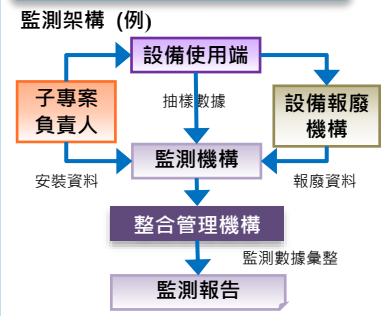 監測架構 (例)
設備使用端
子專案
負責人
抽樣數據
設備報廢
機構
監測機構
安裝資料
報廢資料
整合管理機構
監測數據彙整
監測報告